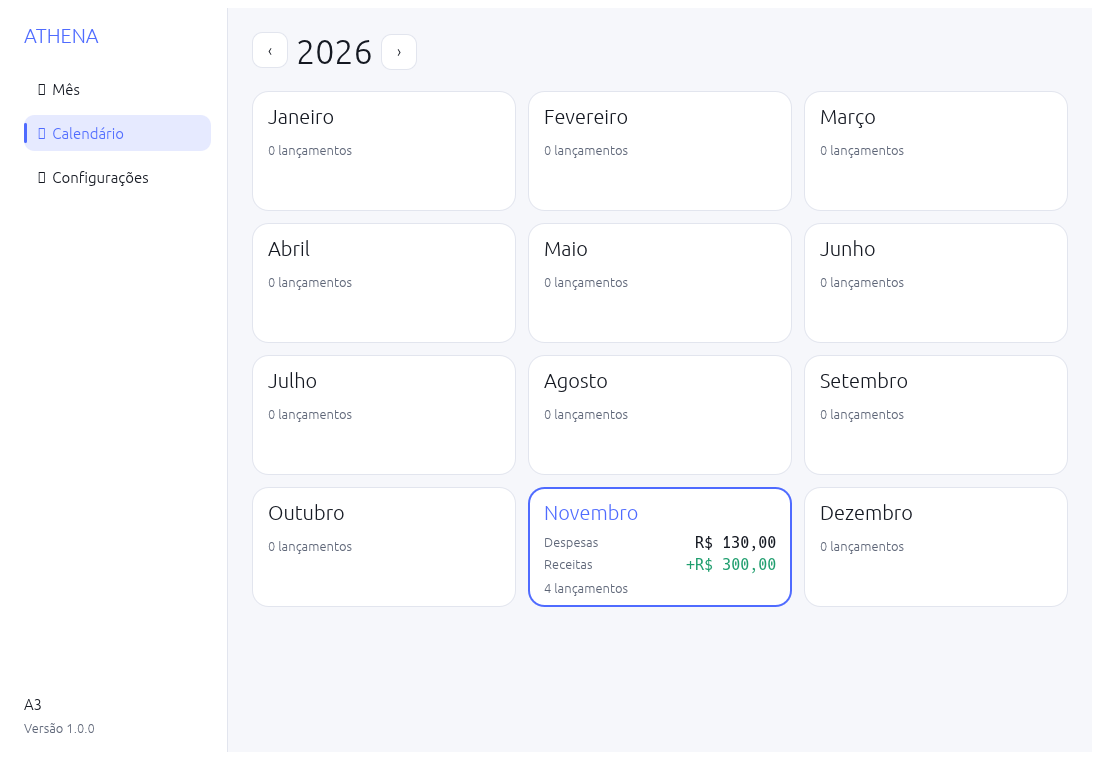 ATHENA
Mês
Calendário
Configurações
A3
Versão 1.0.0
‹ 2026 ›
Janeiro
0 lançamentos
Fevereiro
0 lançamentos
Março
0 lançamentos
Abril
0 lançamentos
Maio
0 lançamentos
Junho
0 lançamentos
Julho
0 lançamentos
Agosto
0 lançamentos
Setembro
0 lançamentos
Outubro
0 lançamentos
Novembro
Despesas R$ 130,00
Receitas +R$ 300,00
4 lançamentos
Dezembro
0 lançamentos